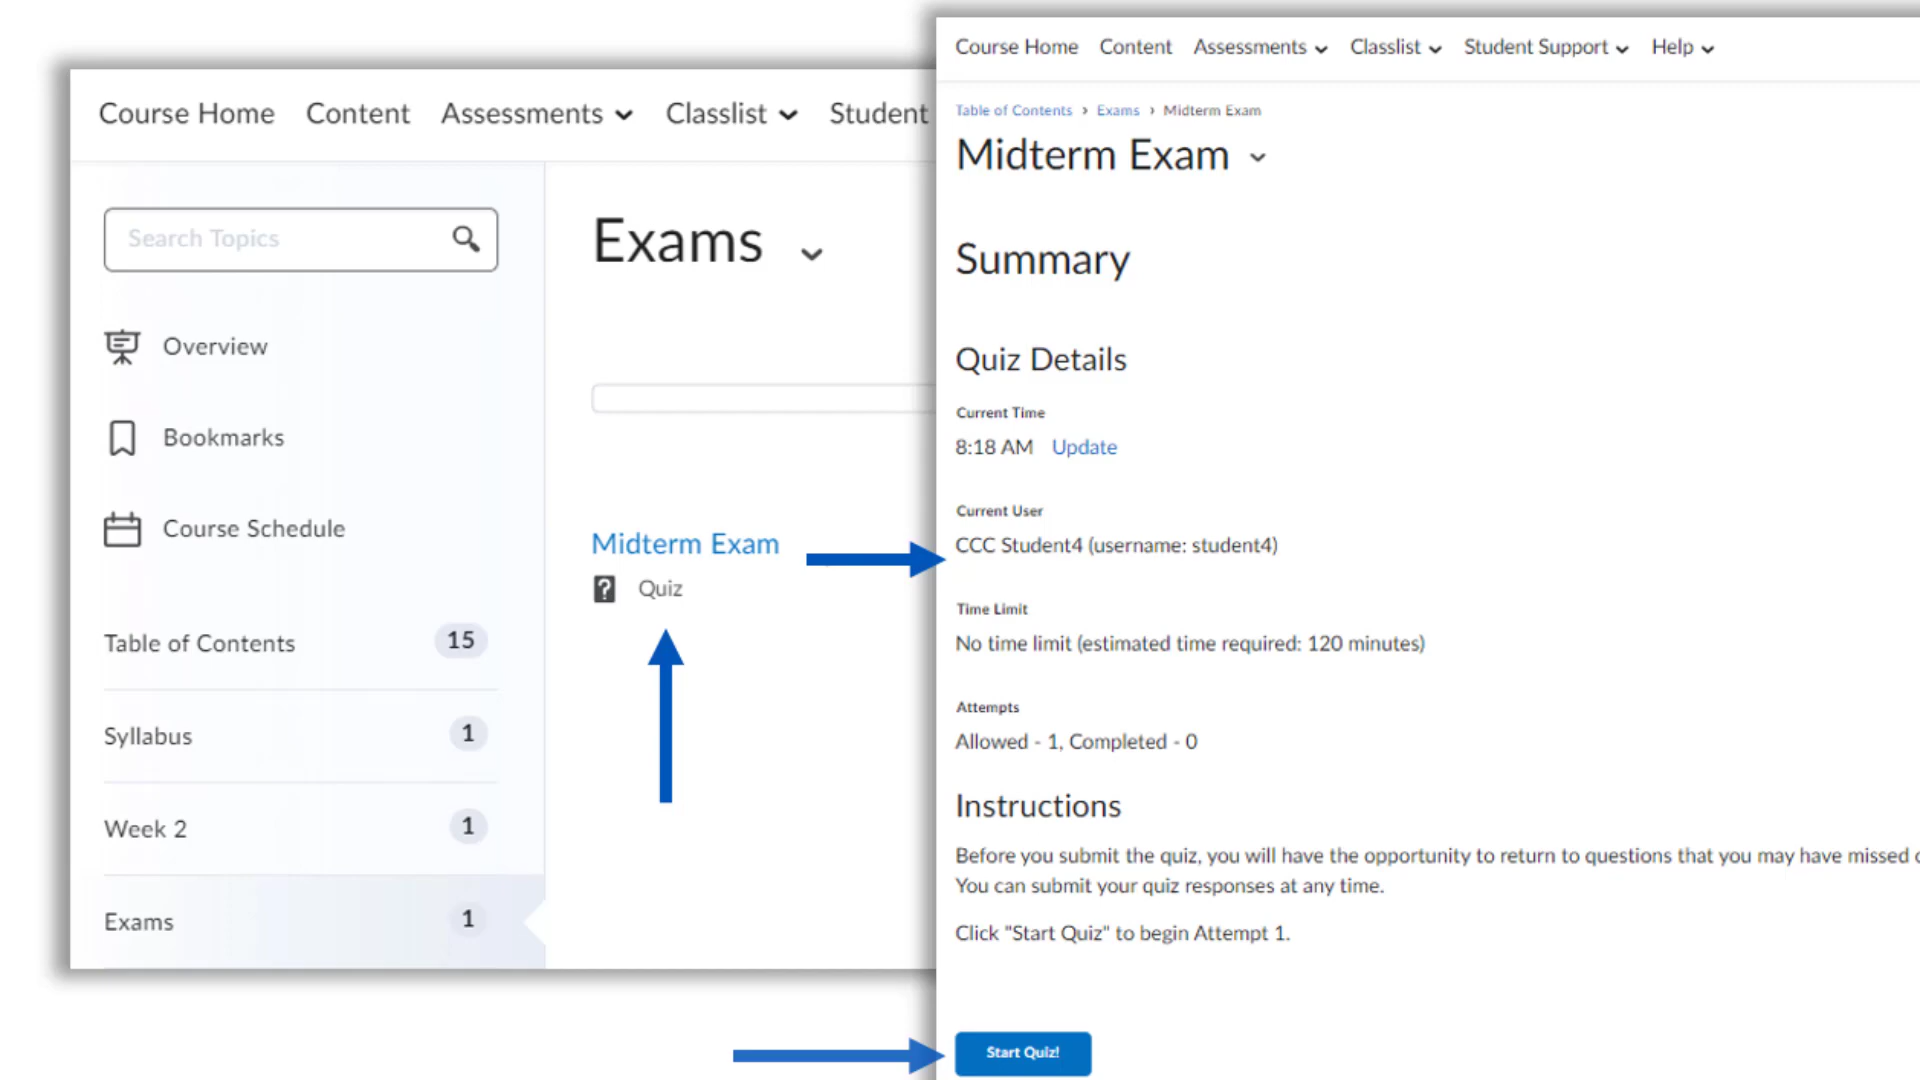 Course Home Content Assessments Classlist Student
Search Topics
Overview
Bookmarks
Course Schedule
Table of Contents 15
Syllabus 1
Week 2 1
Exams 1
Exams
Midterm Exam
Quiz
Course Home Content Assessments Classlist Student Support Help
Table of Contents › Exams › Midterm Exam
Midterm Exam
Summary
Quiz Details
Current Time
8:18 AM Update
Current User
CCC Student4 (username: student4)
Time Limit
No time limit (estimated time required: 120 minutes)
Attempts
Allowed - 1, Completed - 0
Instructions
Before you submit the quiz, you will have the opportunity to return to questions that you may have missed
You can submit your quiz responses at any time.
Click "Start Quiz" to begin Attempt 1.
Start Quiz!